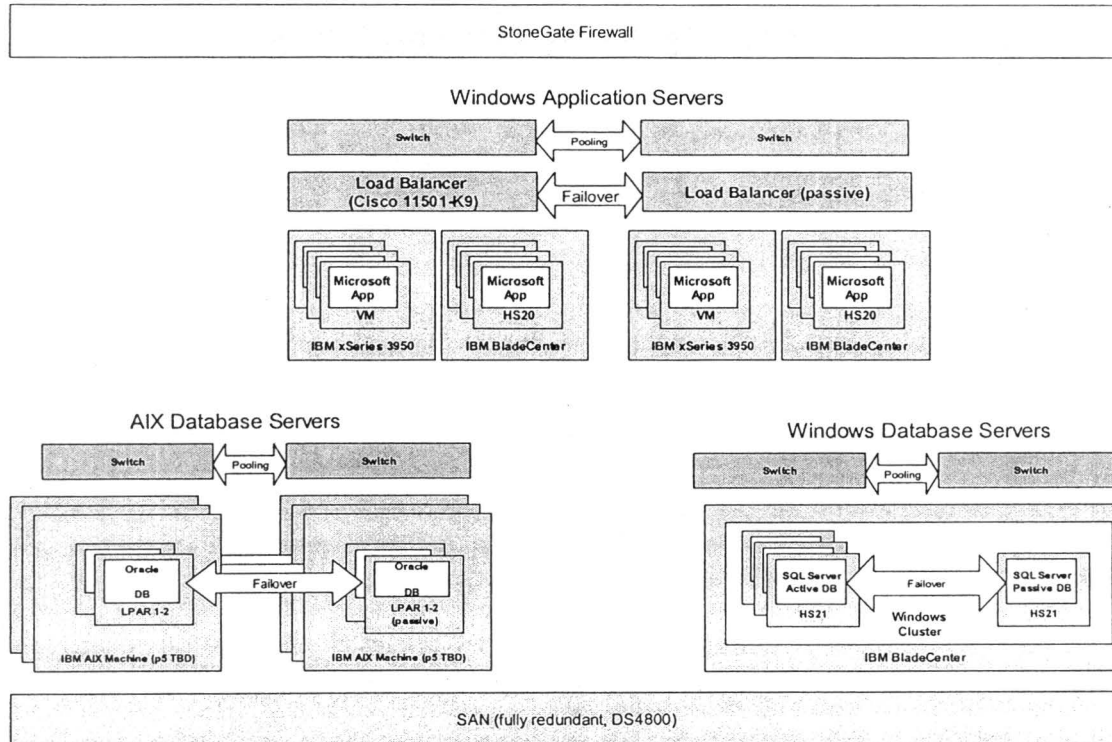 StoneGate Firewall
Windows Application Servers
Switch
Pooling
Switch
Load Balancer
(Cisco 11501-K9)
Failover
Load Balancer (passive)
Microsoft
App
VM
IBM xSeries 3950
Microsoft
App
HS20
IBM BladeCenter
Microsoft
App
VM
IBM xSeries 3950
Microsoft
App
HS20
IBM BladeCenter
AIX Database Servers
Switch
Pooling
Switch
Oracle
DB
LPAR 1-2
IBM AIX Machine (p5 TBD)
Failover
Oracle
DB
LPAR 1-2
(passive)
IBM AIX Machine (p5 TBD)
Windows Database Servers
Switch
Pooling
Switch
SQL Server
Active DB
HS21
Failover
SQL Server
Passive DB
HS21
Windows
Cluster
IBM BladeCenter
SAN (fully redundant, DS4800)